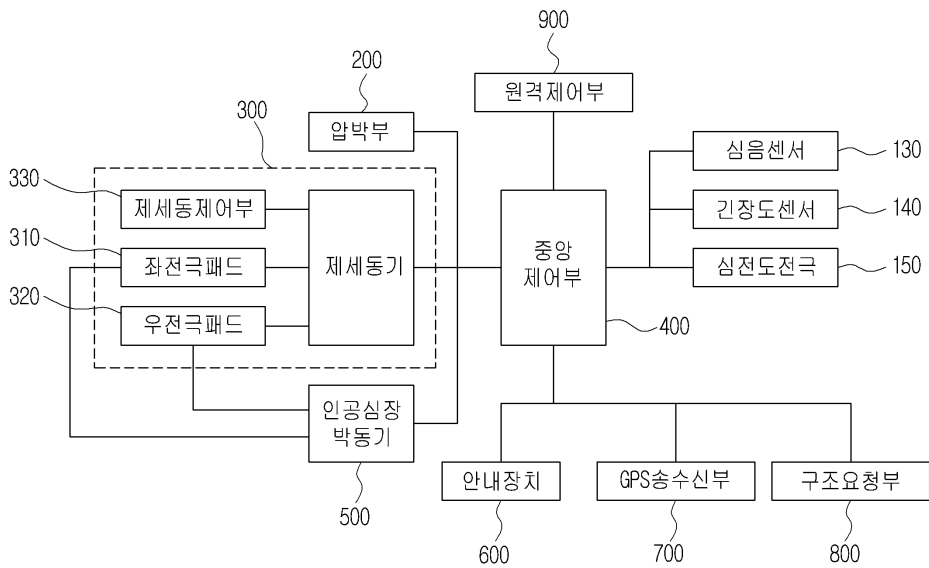 900
원격제어부
200
압박부
300
심음센서
130
330
제세동제어부
긴장도센서
140
310
좌전극패드
제세동기
중앙
제어부
심전도전극
150
320
우전극패드
400
인공심장
박동기
500
안내장치
600
GPS송수신부
700
구조요청부
800